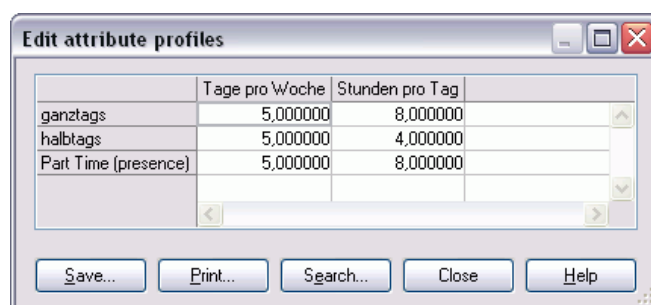 Edit attribute profiles
Tage pro Woche Stunden pro Tag
ganztags 5,000000 8,000000
halbtags 5,000000 4,000000
Part Time (presence) 5,000000 8,000000
Save... Print... Search... Close Help